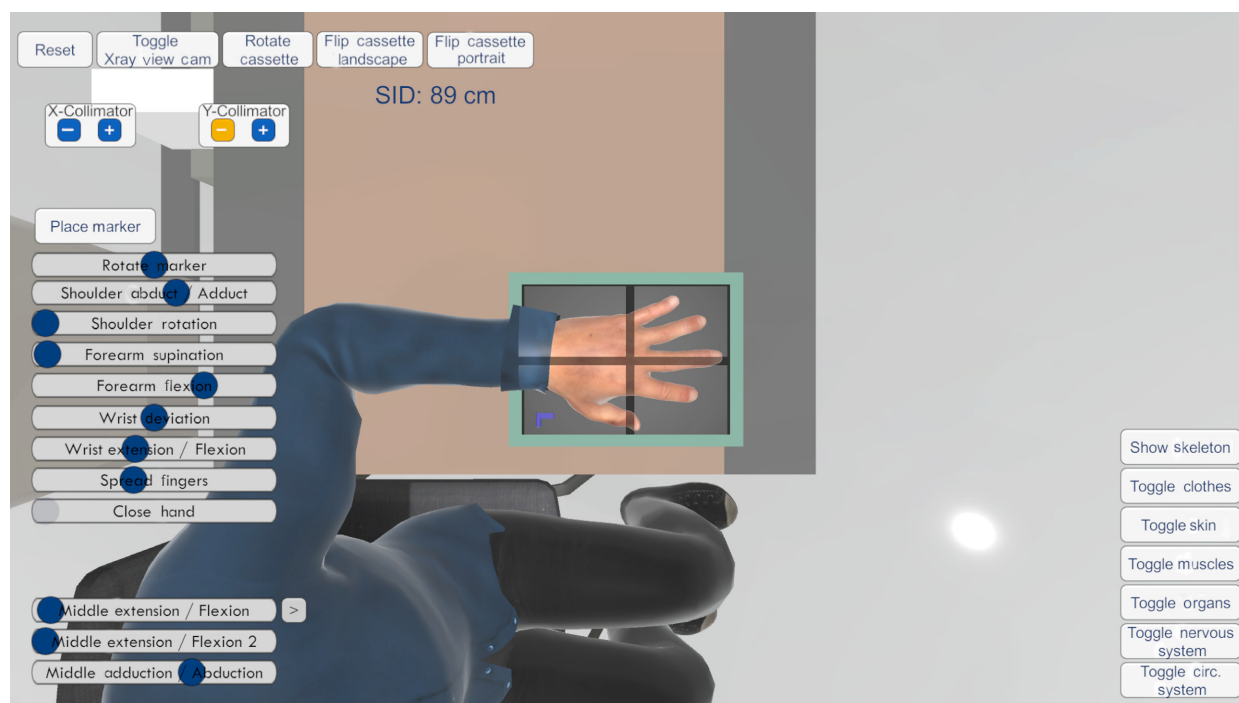 Reset
Toggle
Xray view cam
Rotate
cassette
Flip cassette
landscape
Flip cassette
portrait
SID: 89 cm
X-Collimator
− +
Y-Collimator
− +
Place marker
Rotate marker
Shoulder abduct / Adduct
Shoulder rotation
Forearm supination
Forearm flexion
Wrist deviation
Wrist extension / Flexion
Spread fingers
Close hand
Middle extension / Flexion >
Middle extension / Flexion 2
Middle adduction / Abduction
Show skeleton
Toggle clothes
Toggle skin
Toggle muscles
Toggle organs
Toggle nervous
system
Toggle circ.
system